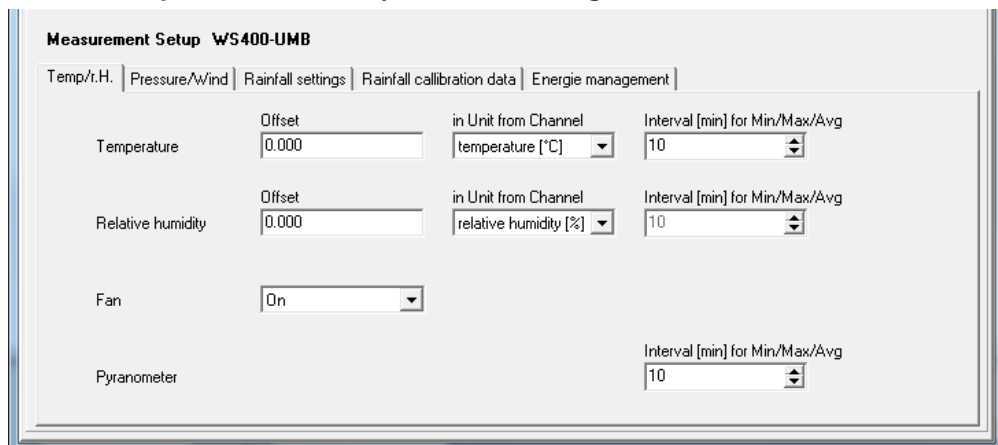 Measurement Setup WS400-UMB
Temp/r.H. Pressure/Wind Rainfall settings Rainfall callibration data Energie management
Offset in Unit from Channel Interval [min] for Min/Max/Avg
Temperature 0.000 temperature [°C] 10
Offset in Unit from Channel Interval [min] for Min/Max/Avg
Relative humidity 0.000 relative humidity [%] 10
Fan On
Interval [min] for Min/Max/Avg
Pyranometer 10